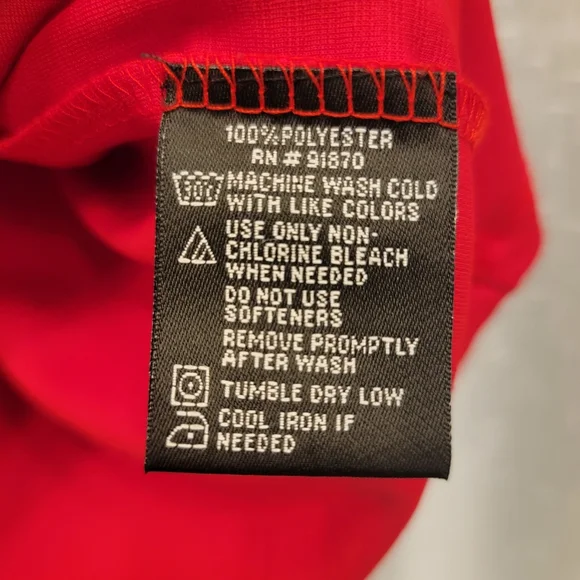 100% POLYESTER
RN # 91870
30C MACHINE WASH COLD
WITH LIKE COLORS
USE ONLY NON-
CHLORINE BLEACH
WHEN NEEDED
DO NOT USE
SOFTENERS
REMOVE PROMPTLY
AFTER WASH
TUMBLE DRY LOW
COOL IRON IF
NEEDED